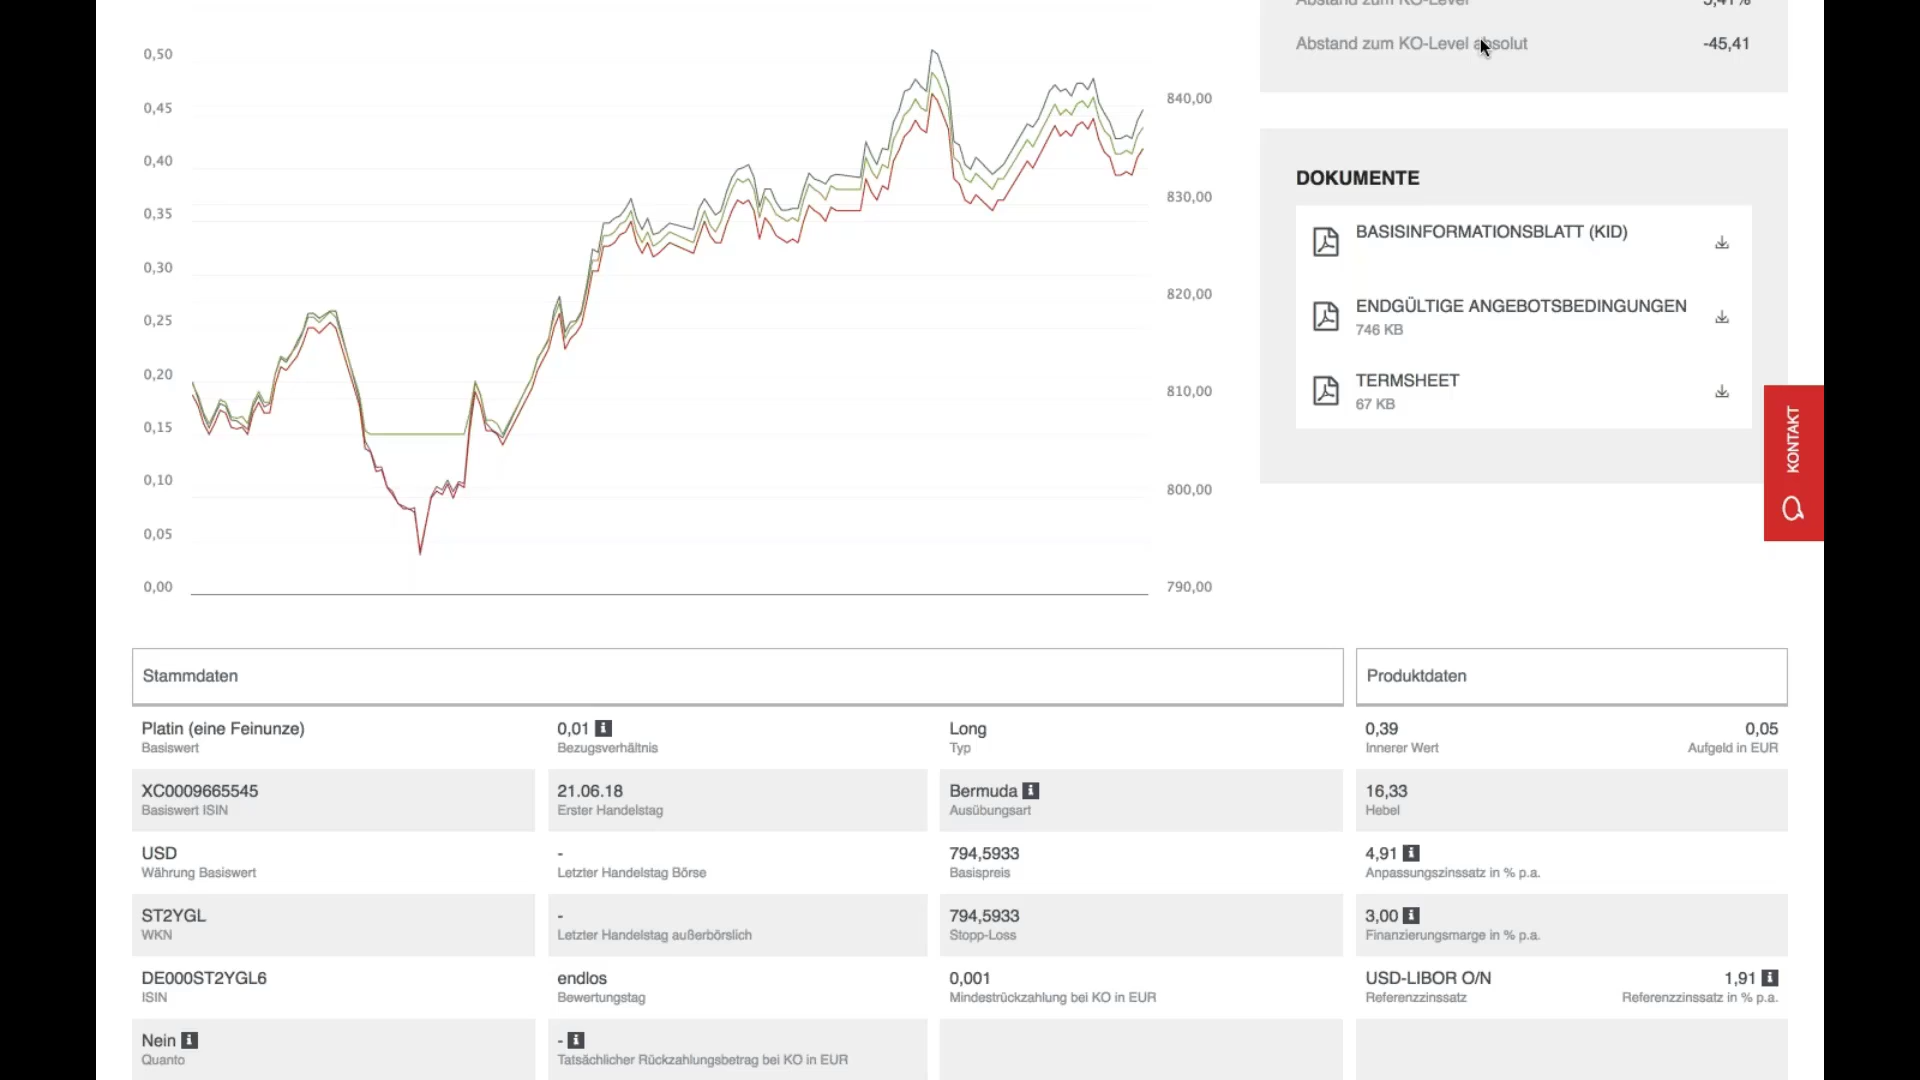 Abstand zum KO-Level 5,41%
Abstand zum KO-Level absolut -45,41
0,50
0,45
0,40
0,35
0,30
0,25
0,20
0,15
0,10
0,05
0,00
840,00
830,00
820,00
810,00
800,00
790,00
DOKUMENTE
BASISINFORMATIONSBLATT (KID)
ENDGÜLTIGE ANGEBOTSBEDINGUNGEN
746 KB
TERMSHEET
67 KB
KONTAKT
Stammdaten
Produktdaten
Platin (eine Feinunze) 0,01 i Long 0,39 0,05
Basiswert Bezugsverhältnis Typ Innerer Wert Aufgeld in EUR
XC0009665545 21.06.18 Bermuda i 16,33
Basiswert ISIN Erster Handelstag Ausübungsart Hebel
USD - 794,5933 4,91 i
Währung Basiswert Letzter Handelstag Börse Basispreis Anpassungszinssatz in % p.a.
ST2YGL - 794,5933 3,00 i
WKN Letzter Handelstag außerbörslich Stopp-Loss Finanzierungsmarge in % p.a.
DE000ST2YGL6 endlos 0,001 USD-LIBOR O/N 1,91 i
ISIN Bewertungstag Mindestrückzahlung bei KO in EUR Referenzzinssatz Referenzzinssatz in % p.a.
Nein i - i
Quanto Tatsächlicher Rückzahlungsbetrag bei KO in EUR